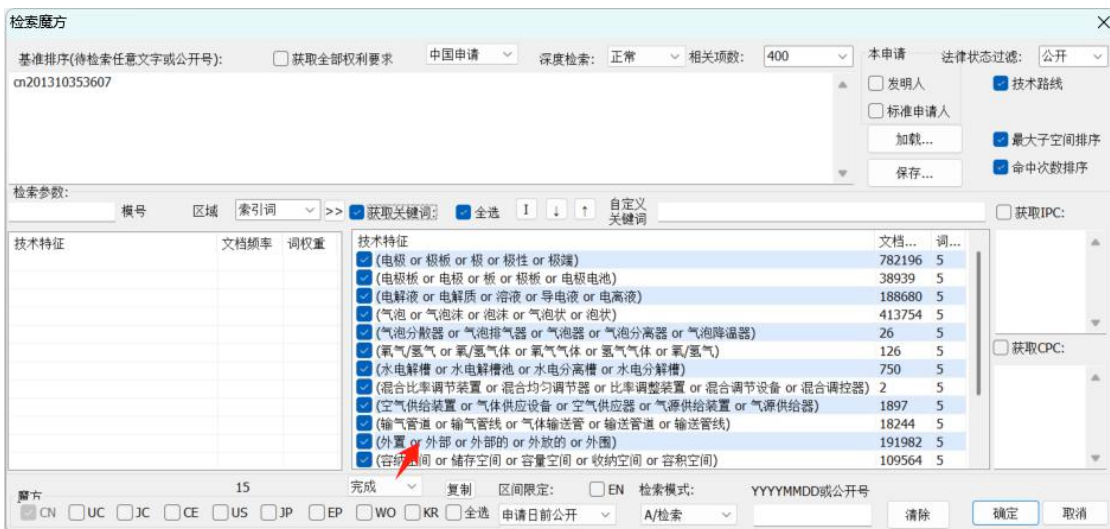 检索魔方
基准排序(待检索任意文字或公开号): 获取全部权利要求 中国申请 深度检索: 正常 相关项数: 400 本申请 法律状态过滤: 公开
cn201310353607
发明人 技术路线
标准申请人
加载... 最大子空间排序
保存... 命中次数排序
检索参数:
模号 区域 索引词 >> 获取关键词: 全选 I ↓ ↑ 自定义关键词 获取IPC:
技术特征 文档频率 词权重 技术特征 文档... 词...
(电极 or 极板 or 极 or 极性 or 极端) 782196 5
(电极板 or 电极 or 板 or 极板 or 电极电池) 38939 5
(电解液 or 电解质 or 溶液 or 导电液 or 电离液) 188680 5
(气泡 or 气泡沫 or 泡沫 or 气泡状 or 泡状) 413754 5
(气泡分散器 or 气泡排气器 or 气泡器 or 气泡分离器 or 气泡降温器) 26 5
(氧气/氢气 or 氧/氢气体 or 氧气气体 or 氢气气体 or 氧/氢气) 126 5
获取CPC:
(水电解槽 or 水电解槽池 or 水电分离槽 or 水电分解槽) 750 5
(混合比率调节装置 or 混合均匀调节器 or 比率调整装置 or 混合调节设备 or 混合调控器) 2 5
(空气供给装置 or 气体供应设备 or 空气供应器 or 气源供给装置 or 气源供给器) 1897 5
(输气管道 or 输气管线 or 气体输送管 or 输送管道 or 输送管线) 18244 5
(外置 or 外部 or 外部的 or 外放的 or 外围) 191982 5
(容纳空间 or 储存空间 or 容量空间 or 收纳空间 or 容积空间) 109564 5
魔方 15 完成 复制 区间限定: EN 检索模式: YYYYMMDD或公开号
CN UC JC CE US JP EP WO KR 全选 申请日前公开 A/检索 清除 确定 取消